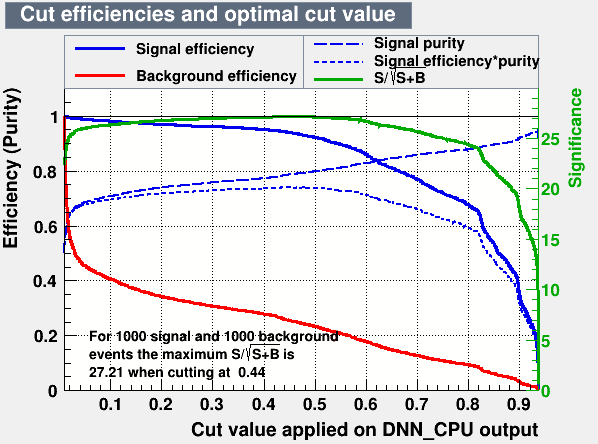 Cut efficiencies and optimal cut value
Signal efficiency
Background efficiency
Signal purity
Signal efficiency*purity
S/√S+B
Efficiency (Purity)
1
0.8
0.6
0.4
0.2
0
Significance
25
20
15
10
5
0
For 1000 signal and 1000 background
events the maximum S/√S+B is
27.21 when cutting at 0.44
0.1 0.2 0.3 0.4 0.5 0.6 0.7 0.8 0.9
Cut value applied on DNN_CPU output